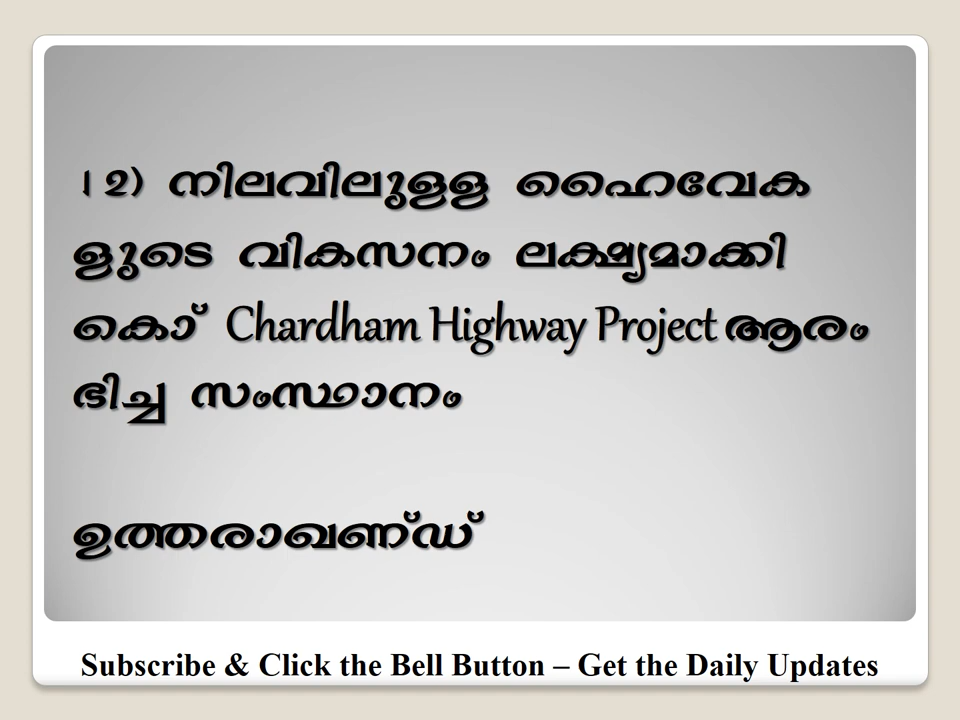 12) നിലവിലുള്ള ഹൈവേക
ളുടെ വികസനം ലക്ഷ്യമാക്കി
കൊ് Chardham Highway Project ആരം
ഭിച്ച സംസ്ഥാനം
ഉത്തരാഖണ്ഡ്
Subscribe & Click the Bell Button – Get the Daily Updates